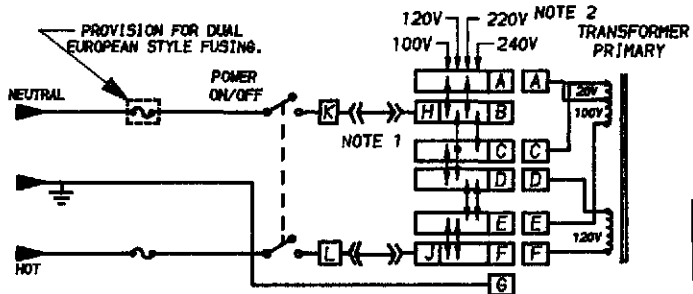 PROVISION FOR DUAL
EUROPEAN STYLE FUSING.
120V 220V NOTE 2
100V 240V
TRANSFORMER
PRIMARY
POWER
ON/OFF
NEUTRAL
K
NOTE 1
H
A A
B
C C
D D
E E
J F F
G
20V
100V
120V
L
HOT